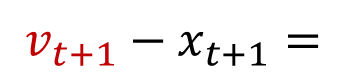 v_{t+1} − x_{t+1} =